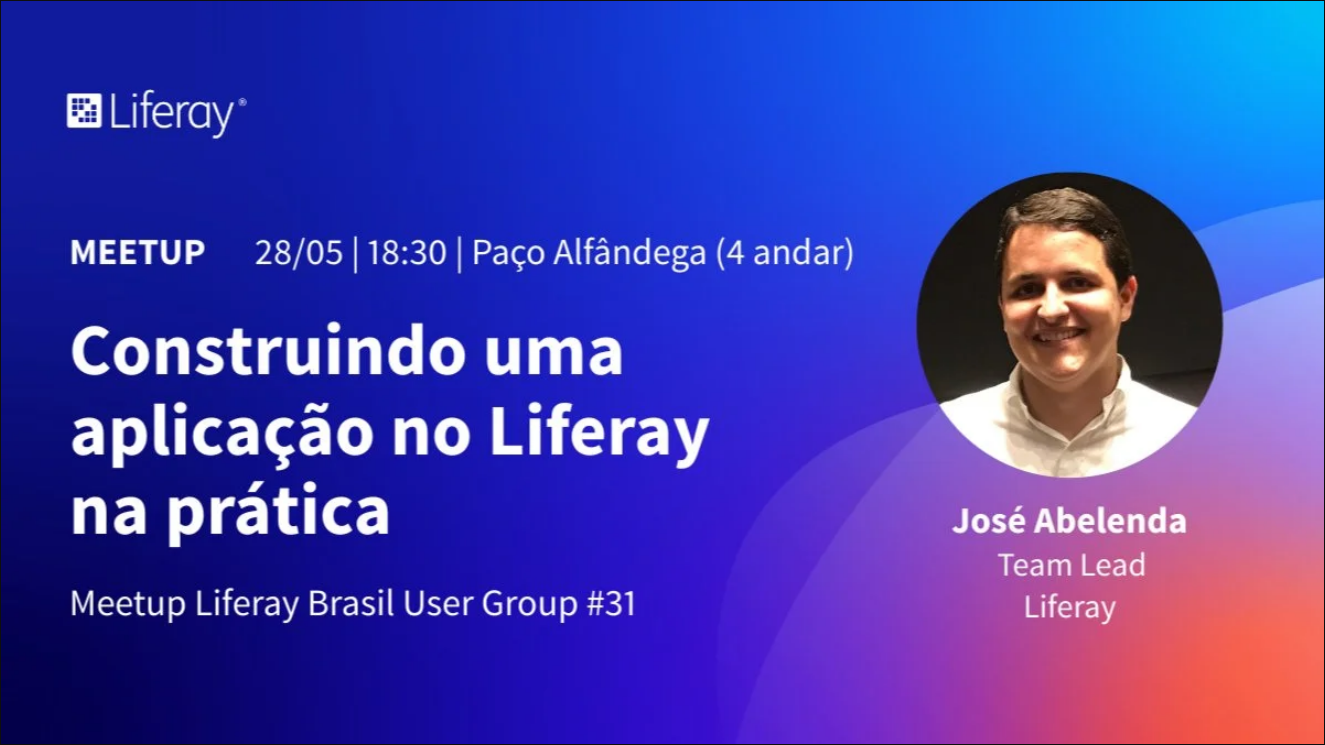 Liferay®
MEETUP 28/05 | 18:30 | Paço Alfândega (4 andar)
Construindo uma
aplicação no Liferay
na prática
Meetup Liferay Brasil User Group #31
José Abelenda
Team Lead
Liferay